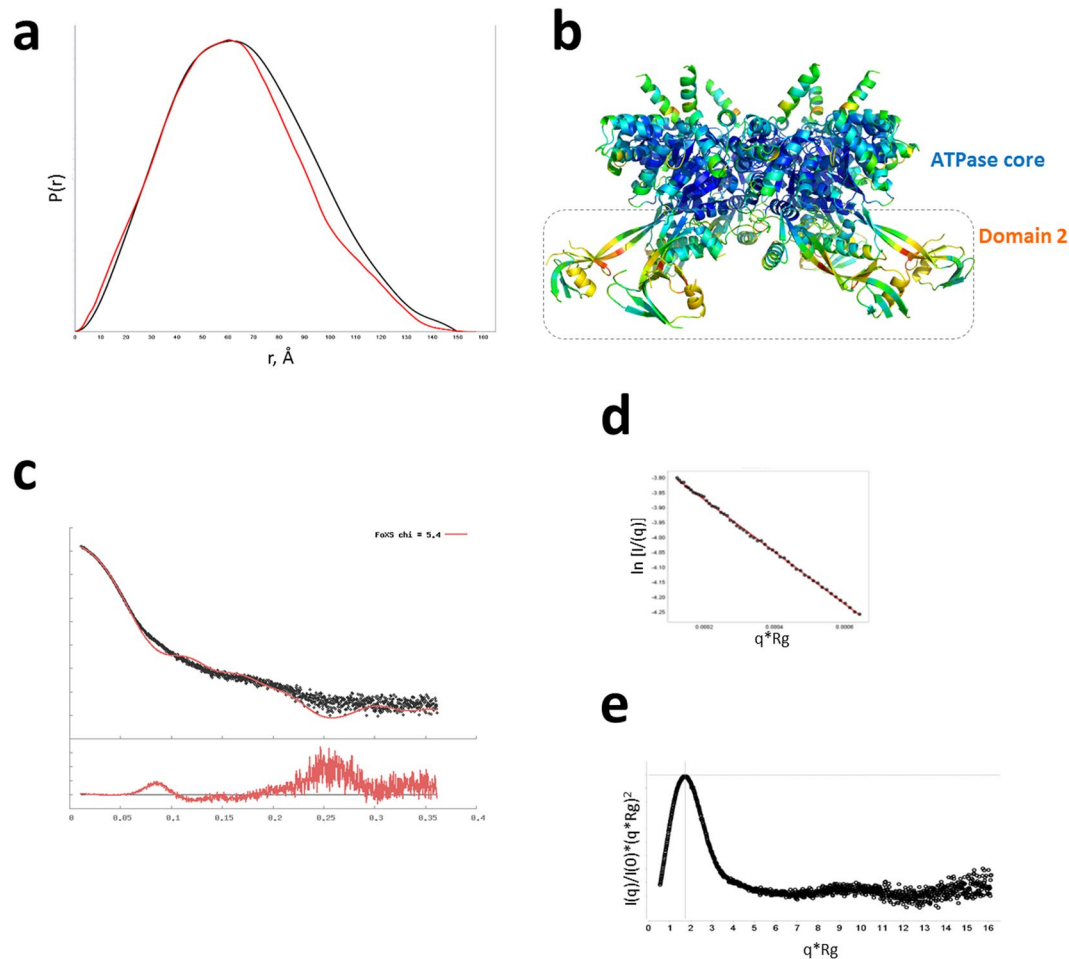 a
P(r)
0 10 20 30 40 50 60 70 80 90 100 110 120 130 140 150 160
r, Å
b
ATPase core
Domain 2
c
FoXS chi = 5.4
0 0.05 0.1 0.15 0.2 0.25 0.3 0.35 0.4
d
ln [I/(q)]
-3.80
-3.85
-3.90
-3.95
-4.00
-4.05
-4.10
-4.15
-4.20
-4.25
0.0002 0.0004 0.0006
q*Rg
e
I(q)/I(0)*(q*Rg)2
0 1 2 3 4 5 6 7 8 9 10 11 12 13 14 15 16
q*Rg